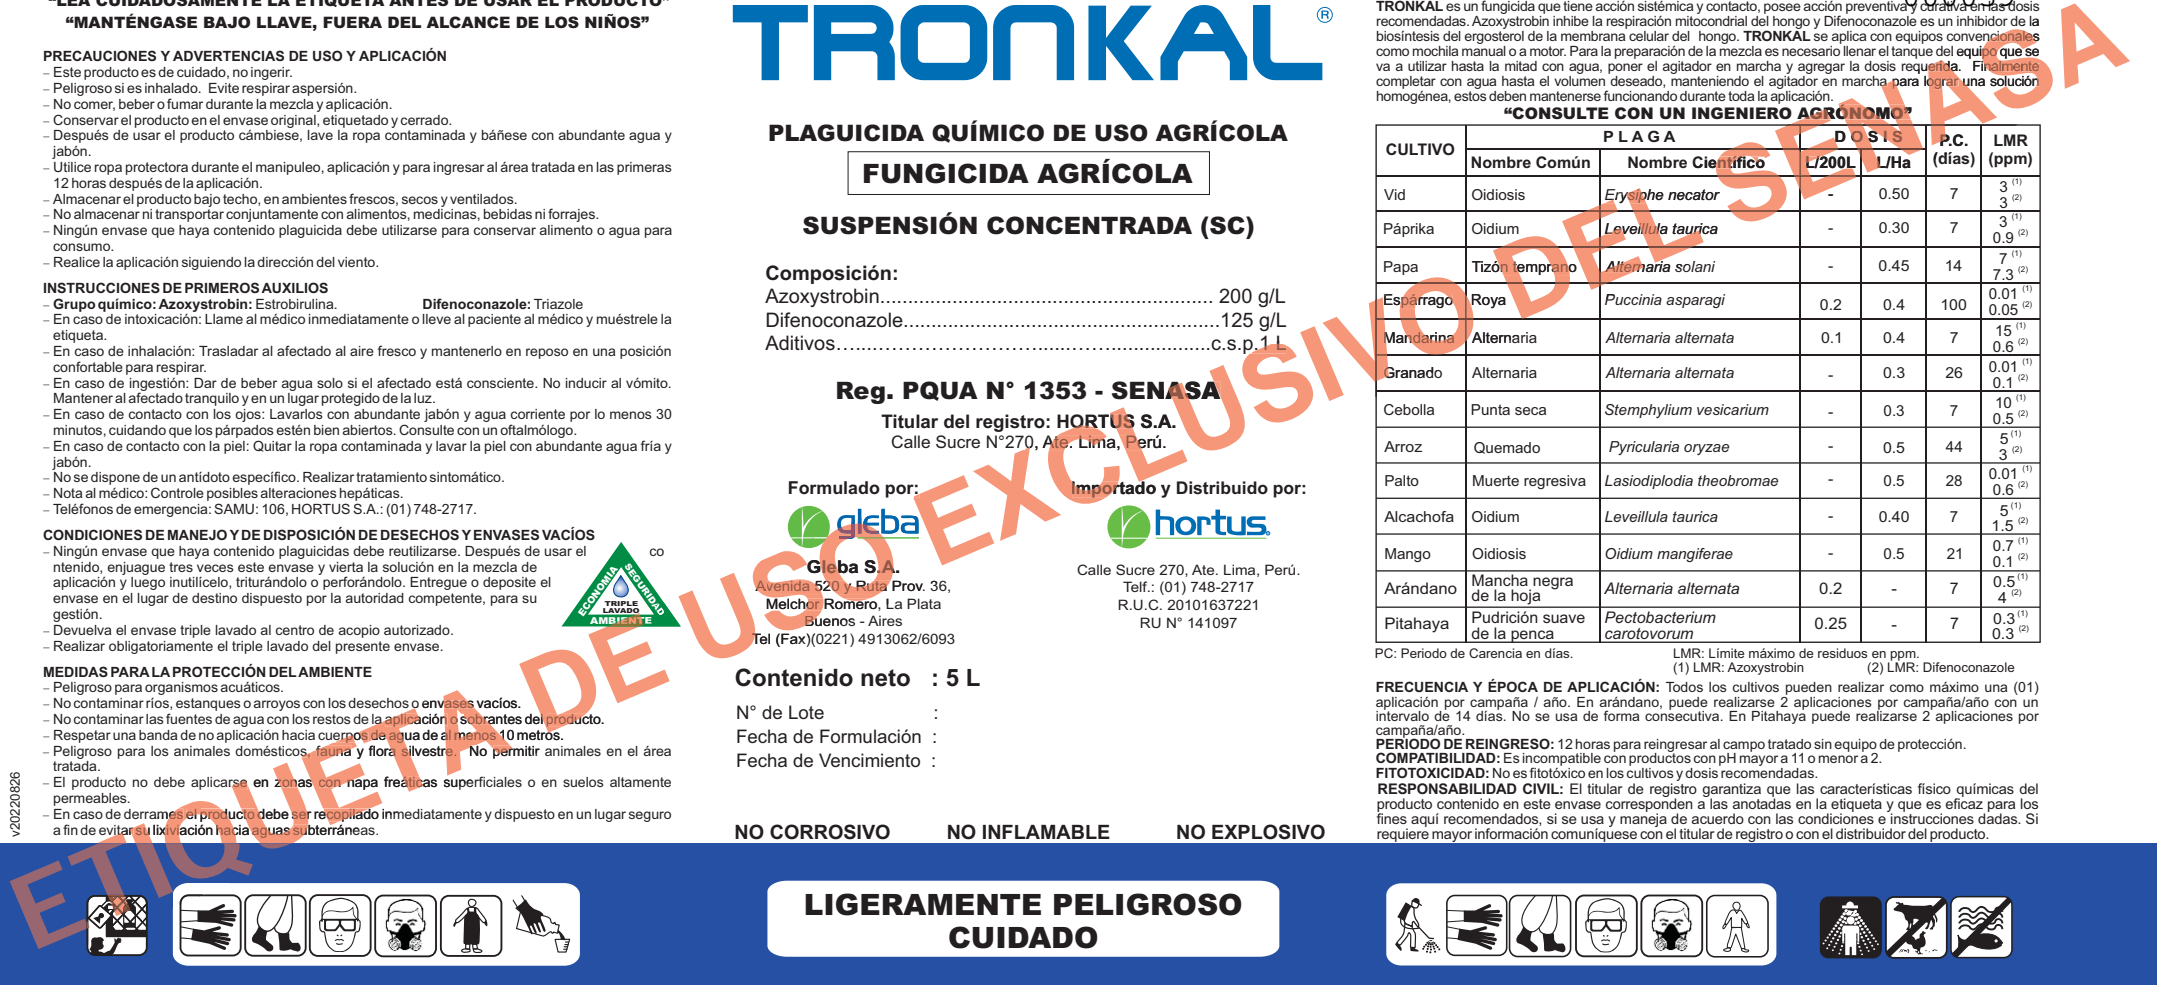 “LEA CUIDADOSAMENTE LA ETIQUETA ANTES DE USAR EL PRODUCTO”
“MANTÉNGASE BAJO LLAVE, FUERA DEL ALCANCE DE LOS NIÑOS”
PRECAUCIONES Y ADVERTENCIAS DE USO Y APLICACIÓN
– Este producto es de cuidado, no ingerir.
– Peligroso si es inhalado. Evite respirar aspersión.
– No comer, beber o fumar durante la mezcla y aplicación.
– Conservar el producto en el envase original, etiquetado y cerrado.
– Después de usar el producto cámbiese, lave la ropa contaminada y báñese con abundante agua y
jabón.
– Utilice ropa protectora durante el manipuleo, aplicación y para ingresar al área tratada en las primeras
12 horas después de la aplicación.
– Almacenar el producto bajo techo, en ambientes frescos, secos y ventilados.
– No almacenar ni transportar conjuntamente con alimentos, medicinas, bebidas ni forrajes.
– Ningún envase que haya contenido plaguicida debe utilizarse para conservar alimento o agua para
consumo.
– Realice la aplicación siguiendo la dirección del viento.
INSTRUCCIONES DE PRIMEROS AUXILIOS
– Grupo químico: Azoxystrobin: Estrobirulina. Difenoconazole: Triazole
– En caso de intoxicación: Llame al médico inmediatamente o lleve al paciente al médico y muéstrele la
etiqueta.
– En caso de inhalación: Trasladar al afectado al aire fresco y mantenerlo en reposo en una posición
confortable para respirar.
– En caso de ingestión: Dar de beber agua solo si el afectado está consciente. No inducir al vómito.
Mantener al afectado tranquilo y en un lugar protegido de la luz.
– En caso de contacto con los ojos: Lavarlos con abundante jabón y agua corriente por lo menos 30
minutos, cuidando que los párpados estén bien abiertos. Consulte con un oftalmólogo.
– En caso de contacto con la piel: Quitar la ropa contaminada y lavar la piel con abundante agua fría y
jabón.
– No se dispone de un antídoto específico. Realizar tratamiento sintomático.
– Nota al médico: Controle posibles alteraciones hepáticas.
– Teléfonos de emergencia: SAMU: 106, HORTUS S.A.: (01) 748-2717.
CONDICIONES DE MANEJO Y DE DISPOSICIÓN DE DESECHOS Y ENVASES VACÍOS
– Ningún envase que haya contenido plaguicidas debe reutilizarse. Después de usar el co
ntenido, enjuague tres veces este envase y vierta la solución en la mezcla de
aplicación y luego inutilícelo, triturándolo o perforándolo. Entregue o deposite el
envase en el lugar de destino dispuesto por la autoridad competente, para su
gestión.
– Devuelva el envase triple lavado al centro de acopio autorizado.
– Realizar obligatoriamente el triple lavado del presente envase.
ECONOMÍA
SEGURIDAD
TRIPLE
LAVADO
AMBIENTE
MEDIDAS PARA LA PROTECCIÓN DEL AMBIENTE
– Peligroso para organismos acuáticos.
– No contaminar ríos, estanques o arroyos con los desechos o envases vacíos.
– No contaminar las fuentes de agua con los restos de la aplicación o sobrantes del producto.
– Respetar una banda de no aplicación hacia cuerpos de agua de al menos 10 metros.
– Peligroso para los animales domésticos, fauna y flora silvestre. No permitir animales en el área
tratada.
– El producto no debe aplicarse en zonas con napa freáticas superficiales o en suelos altamente
permeables.
– En caso de derrames el producto debe ser recopilado inmediatamente y dispuesto en un lugar seguro
a fin de evitar su lixiviación hacia aguas subterráneas.
v20220826
TRONKAL®
PLAGUICIDA QUÍMICO DE USO AGRÍCOLA
FUNGICIDA AGRÍCOLA
SUSPENSIÓN CONCENTRADA (SC)
Composición:
Azoxystrobin............................................................ 200 g/L
Difenoconazole.........................................................125 g/L
Aditivos…...……………………......……..................c.s.p.1 L
Reg. PQUA N° 1353 - SENASA
Titular del registro: HORTUS S.A.
Calle Sucre N°270, Ate. Lima, Perú.
Formulado por:
gleba
Gleba S.A.
Avenida 520 y Ruta Prov. 36,
Melchor Romero, La Plata
Buenos - Aires
Tel (Fax)(0221) 4913062/6093
Importado y Distribuido por:
hortus®
Calle Sucre 270, Ate. Lima, Perú.
Telf.: (01) 748-2717
R.U.C. 20101637221
RU N° 141097
Contenido neto : 5 L
N° de Lote :
Fecha de Formulación :
Fecha de Vencimiento :
NO CORROSIVO NO INFLAMABLE NO EXPLOSIVO
LIGERAMENTE PELIGROSO
CUIDADO
TRONKAL es un fungicida que tiene acción sistémica y contacto, posee acción preventiva y curativa en las dosis
recomendadas. Azoxystrobin inhibe la respiración mitocondrial del hongo y Difenoconazole es un inhibidor de la
biosíntesis del ergosterol de la membrana celular del hongo. TRONKAL se aplica con equipos convencionales
como mochila manual o a motor. Para la preparación de la mezcla es necesario llenar el tanque del equipo que se
va a utilizar hasta la mitad con agua, poner el agitador en marcha y agregar la dosis requerida. Finalmente
completar con agua hasta el volumen deseado, manteniendo el agitador en marcha para lograr una solución
homogénea, estos deben mantenerse funcionando durante toda la aplicación.
“CONSULTE CON UN INGENIERO AGRÓNOMO”
CULTIVO PLAGA DOSIS P.C. (días) LMR (ppm)
Nombre Común Nombre Científico L/200L L/Ha
Vid Oidiosis Erysiphe necator - 0.50 7 3 (1) 3 (2)
Páprika Oidium Leveillula taurica - 0.30 7 3 (1) 0.9 (2)
Papa Tizón temprano Alternaria solani - 0.45 14 7 (1) 7.3 (2)
Espárrago Roya Puccinia asparagi 0.2 0.4 100 0.01 (1) 0.05 (2)
Mandarina Alternaria Alternaria alternata 0.1 0.4 7 15 (1) 0.6 (2)
Granado Alternaria Alternaria alternata - 0.3 26 0.01 (1) 0.1 (2)
Cebolla Punta seca Stemphylium vesicarium - 0.3 7 10 (1) 0.5 (2)
Arroz Quemado Pyricularia oryzae - 0.5 44 5 (1) 3 (2)
Palto Muerte regresiva Lasiodiplodia theobromae - 0.5 28 0.01 (1) 0.6 (2)
Alcachofa Oidium Leveillula taurica - 0.40 7 5 (1) 1.5 (2)
Mango Oidiosis Oidium mangiferae - 0.5 21 0.7 (1) 0.1 (2)
Arándano Mancha negra de la hoja Alternaria alternata 0.2 - 7 0.5 (1) 4 (2)
Pitahaya Pudrición suave de la penca Pectobacterium carotovorum 0.25 - 7 0.3 (1) 0.3 (2)
PC: Periodo de Carencia en días. LMR: Límite máximo de residuos en ppm.
(1) LMR: Azoxystrobin (2) LMR: Difenoconazole
FRECUENCIA Y ÉPOCA DE APLICACIÓN: Todos los cultivos pueden realizar como máximo una (01)
aplicación por campaña / año. En arándano, puede realizarse 2 aplicaciones por campaña/año con un
intervalo de 14 días. No se usa de forma consecutiva. En Pitahaya puede realizarse 2 aplicaciones por
campaña/año.
PERIODO DE REINGRESO: 12 horas para reingresar al campo tratado sin equipo de protección.
COMPATIBILIDAD: Es incompatible con productos con pH mayor a 11 o menor a 2.
FITOTOXICIDAD: No es fitotóxico en los cultivos y dosis recomendadas.
RESPONSABILIDAD CIVIL: El titular de registro garantiza que las características físico químicas del
producto contenido en este envase corresponden a las anotadas en la etiqueta y que es eficaz para los
fines aquí recomendados, si se usa y maneja de acuerdo con las condiciones e instrucciones dadas. Si
requiere mayor información comuníquese con el titular de registro o con el distribuidor del producto.
ETIQUETA DE USO EXCLUSIVO DEL SENASA